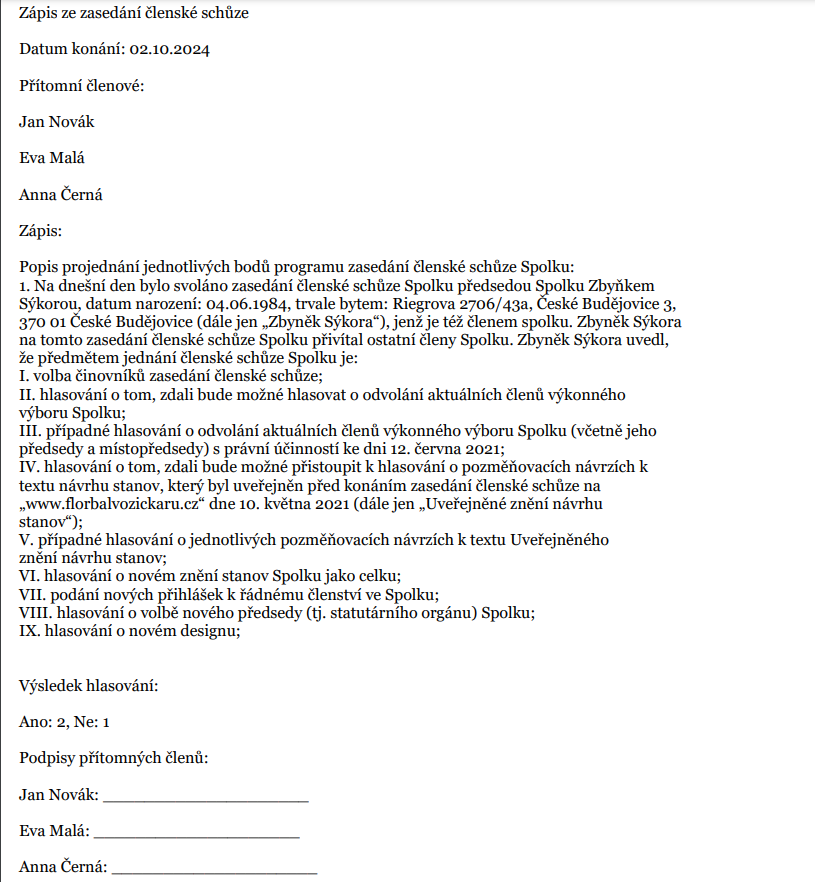 Zápis ze zasedání členské schůze
Datum konání: 02.10.2024
Přítomní členové:
Jan Novák
Eva Malá
Anna Černá
Zápis:
Popis projednání jednotlivých bodů programu zasedání členské schůze Spolku:
1. Na dnešní den bylo svoláno zasedání členské schůze Spolku předsedou Spolku Zbyňkem
Sýkorou, datum narození: 04.06.1984, trvale bytem: Riegrova 2706/43a, České Budějovice 3,
370 01 České Budějovice (dále jen „Zbyněk Sýkora“), jenž je též členem spolku. Zbyněk Sýkora
na tomto zasedání členské schůze Spolku přivítal ostatní členy Spolku. Zbyněk Sýkora uvedl,
že předmětem jednání členské schůze Spolku je:
I. volba činovníků zasedání členské schůze;
II. hlasování o tom, zdali bude možné hlasovat o odvolání aktuálních členů výkonného
výboru Spolku;
III. případné hlasování o odvolání aktuálních členů výkonného výboru Spolku (včetně jeho
předsedy a místopředsedy) s právní účinností ke dni 12. června 2021;
IV. hlasování o tom, zdali bude možné přistoupit k hlasování o pozměňovacích návrzích k
textu návrhu stanov, který byl uveřejněn před konáním zasedání členské schůze na
„www.florbalvozickaru.cz“ dne 10. května 2021 (dále jen „Uveřejněné znění návrhu
stanov“);
V. případné hlasování o jednotlivých pozměňovacích návrzích k textu Uveřejněného
znění návrhu stanov;
VI. hlasování o novém znění stanov Spolku jako celku;
VII. podání nových přihlášek k řádnému členství ve Spolku;
VIII. hlasování o volbě nového předsedy (tj. statutárního orgánu) Spolku;
IX. hlasování o novém designu;
Výsledek hlasování:
Ano: 2, Ne: 1
Podpisy přítomných členů:
Jan Novák: _______________________
Eva Malá: _______________________
Anna Černá: _______________________